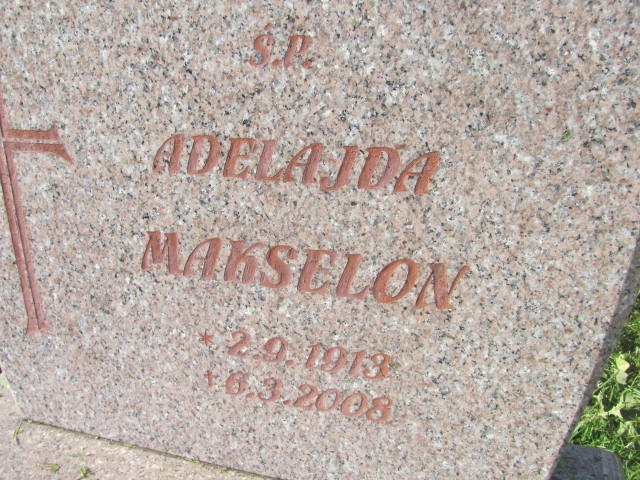 Ś.P.
ADELAJDA
MAKSELON
* 2.9.1913
† 6.3.2008